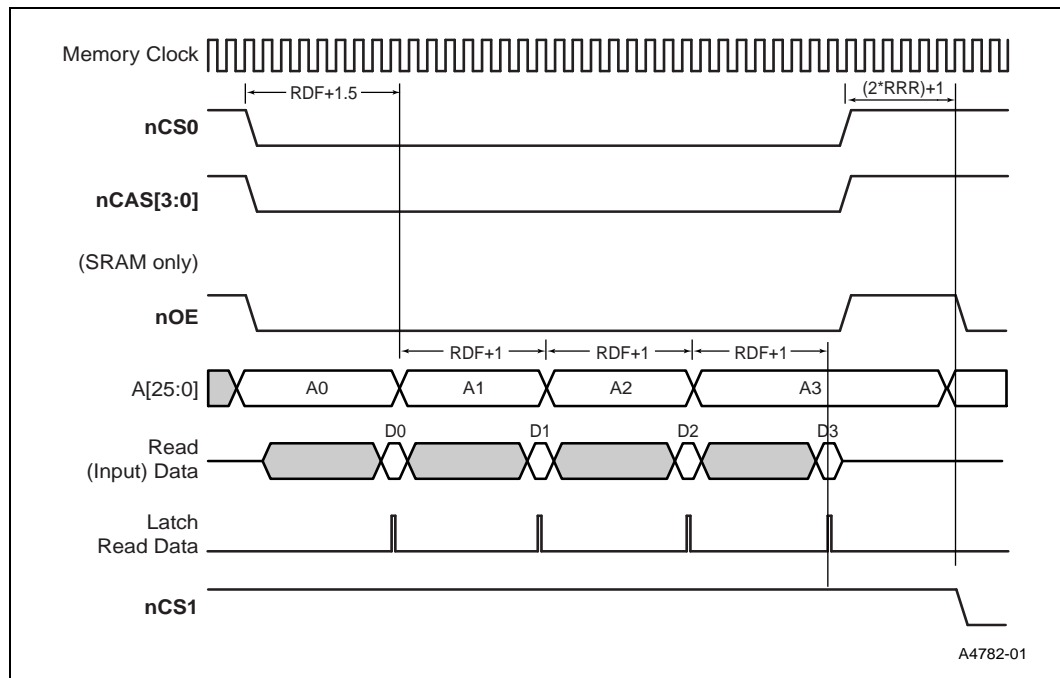 Memory Clock
RDF+1.5
(2*RRR)+1
nCS0
nCAS[3:0]
(SRAM only)
nOE
RDF+1
RDF+1
RDF+1
A[25:0]
A0
A1
A2
A3
D0
D1
D2
D3
Read
(Input) Data
Latch
Read Data
nCS1
A4782-01